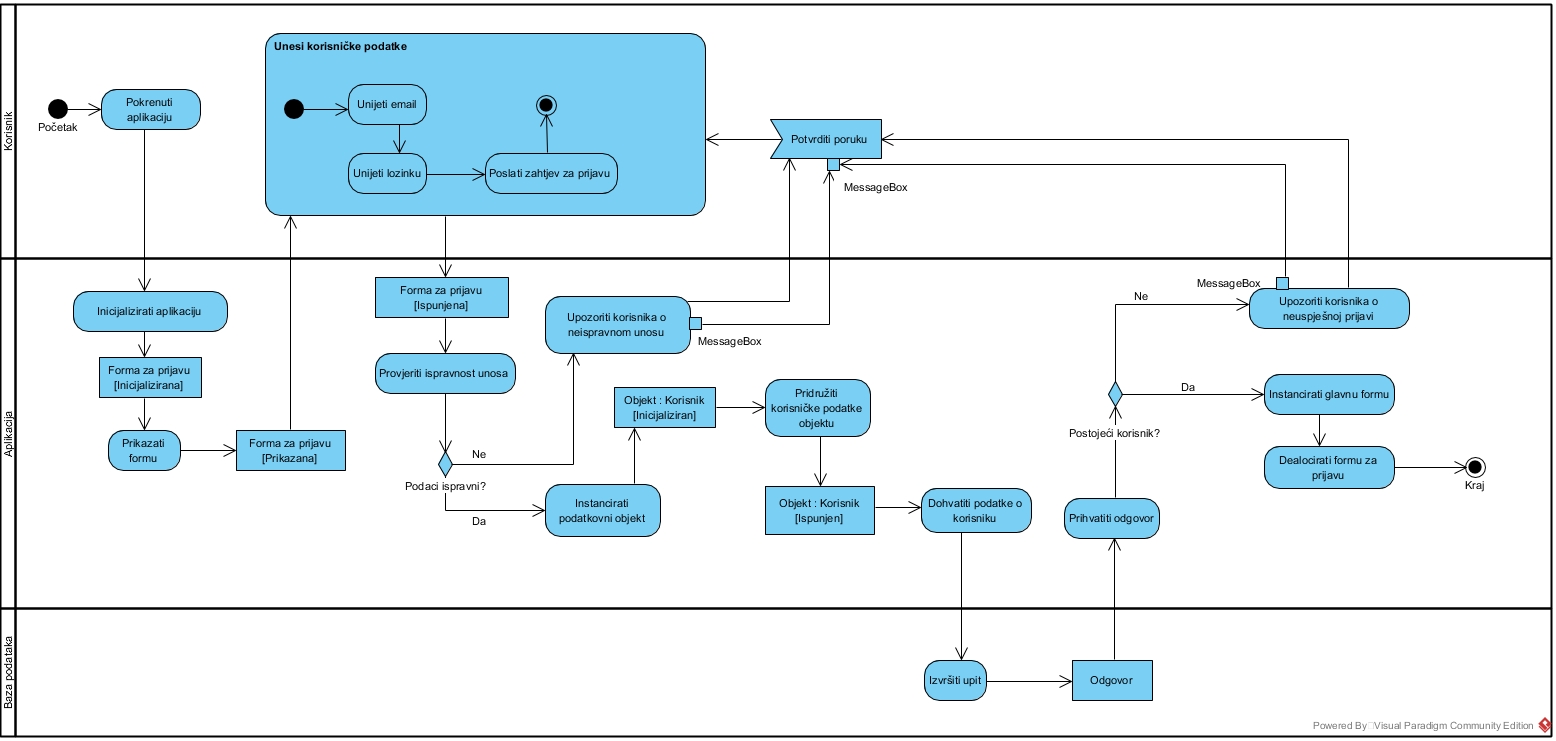 Korisnik
Unesi korisničke podatke
Početak
Pokrenuti
aplikaciju
Unijeti email
Unijeti lozinku
Poslati zahtjev za prijavu
Potvrditi poruku
MessageBox
Aplikacija
Inicijalizirati aplikaciju
Forma za prijavu
[Inicijalizirana]
Prikazati
formu
Forma za prijavu
[Prikazana]
Forma za prijavu
[Ispunjena]
Provjeriti ispravnost unosa
Podaci ispravni?
Ne
Da
Upozoriti korisnika o
neispravnom unosu
MessageBox
Instancirati
podatkovni objekt
Objekt : Korisnik
[Inicijaliziran]
Pridružiti
korisničke podatke
objektu
Objekt : Korisnik
[Ispunjen]
Dohvatiti podatke o
korisniku
Prihvatiti odgovor
Postojeći korisnik?
Ne
Da
MessageBox
Upozoriti korisnika o
neuspješnoj prijavi
Instancirati glavnu formu
Dealocirati formu za
prijavu
Kraj
Baza podataka
Izvršiti upit
Odgovor
Powered By Visual Paradigm Community Edition